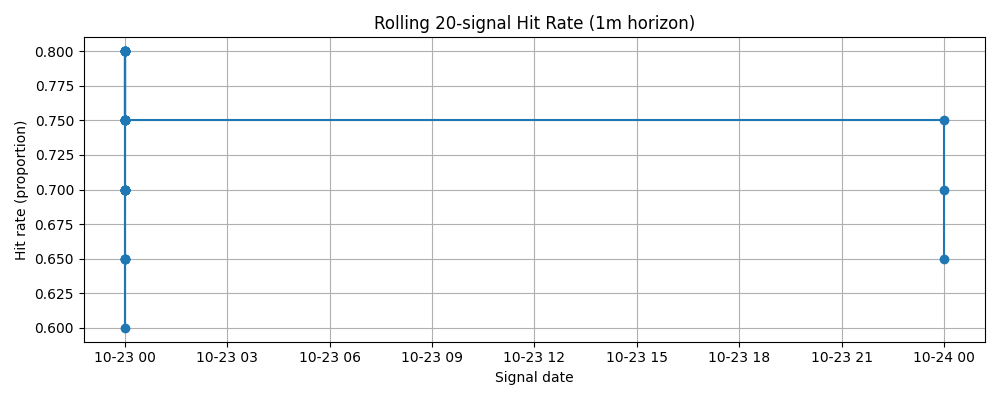 Rolling 20-signal Hit Rate (1m horizon)
Hit rate (proportion)
0.800
0.775
0.750
0.725
0.700
0.675
0.650
0.625
0.600
10-23 00 10-23 03 10-23 06 10-23 09 10-23 12 10-23 15 10-23 18 10-23 21 10-24 00
Signal date